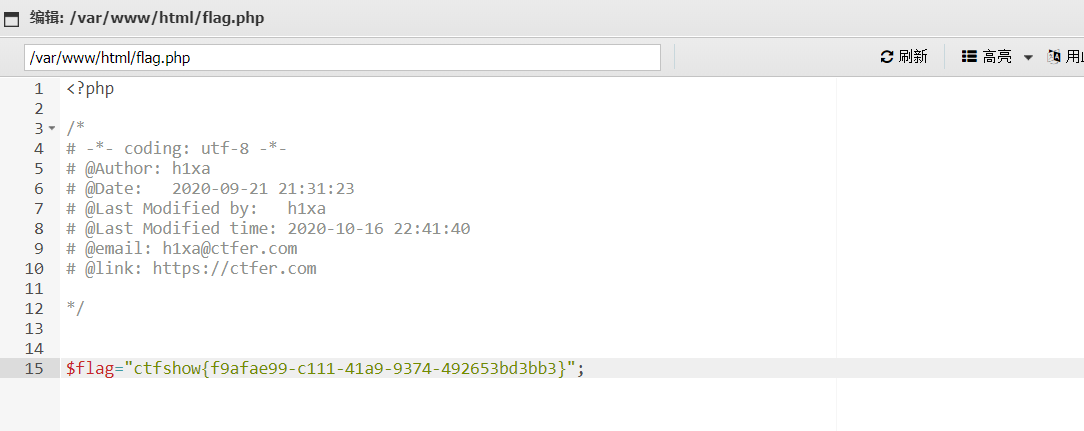 编辑: /var/www/html/flag.php
/var/www/html/flag.php 刷新 高亮
1 <?php
2
3 /*
4 # -*- coding: utf-8 -*-
5 # @Author: h1xa
6 # @Date:   2020-09-21 21:31:23
7 # @Last Modified by:   h1xa
8 # @Last Modified time: 2020-10-16 22:41:40
9 # @email: h1xa@ctfer.com
10 # @link: https://ctfer.com
11
12 */
13
14
15 $flag="ctfshow{f9afae99-c111-41a9-9374-492653bd3bb3}";